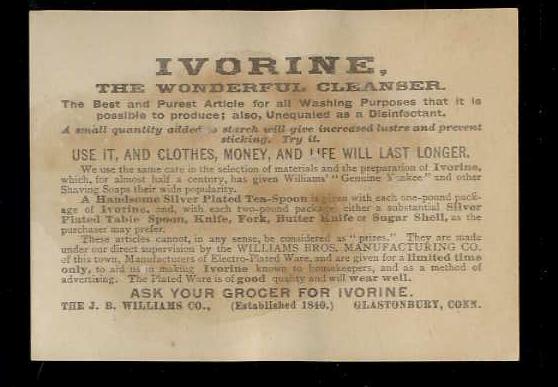 IVORINE,
THE WONDERFUL CLEANSER.
The Best and Purest Article for all Washing Purposes that it is
possible to produce; also, Unequaled as a Disinfectant.
A small quantity added to starch will give increased lustre and prevent
sticking. Try it.
USE IT, AND CLOTHES, MONEY, AND LIFE WILL LAST LONGER.
We use the same care in the selection of materials and the preparation of Ivorine,
which, for almost half a century, has given Williams' "Genuine Yankee" and other
Shaving Soaps their wide popularity.
A Handsome Silver Plated Tea-Spoon is given with each one-pound pack-
age of Ivorine, and, with each two-pound package either a substantial Silver
Plated Table Spoon, Knife, Fork, Butter Knife or Sugar Shell, as the
purchaser may prefer.
These articles cannot, in any sense, be considered as "prizes." They are made
under our direct supervision by the WILLIAMS BROS. MANUFACTURING CO.
of this town, Manufacturers of Electro-Plated Ware, and are given for a limited time
only, to aid us in making Ivorine known to housekeepers, and as a method of
advertising. The Plated Ware is of good quality and will wear well.
ASK YOUR GROCER FOR IVORINE.
THE J. B. WILLIAMS CO., (Established 1840.) GLASTONBURY, CONN.